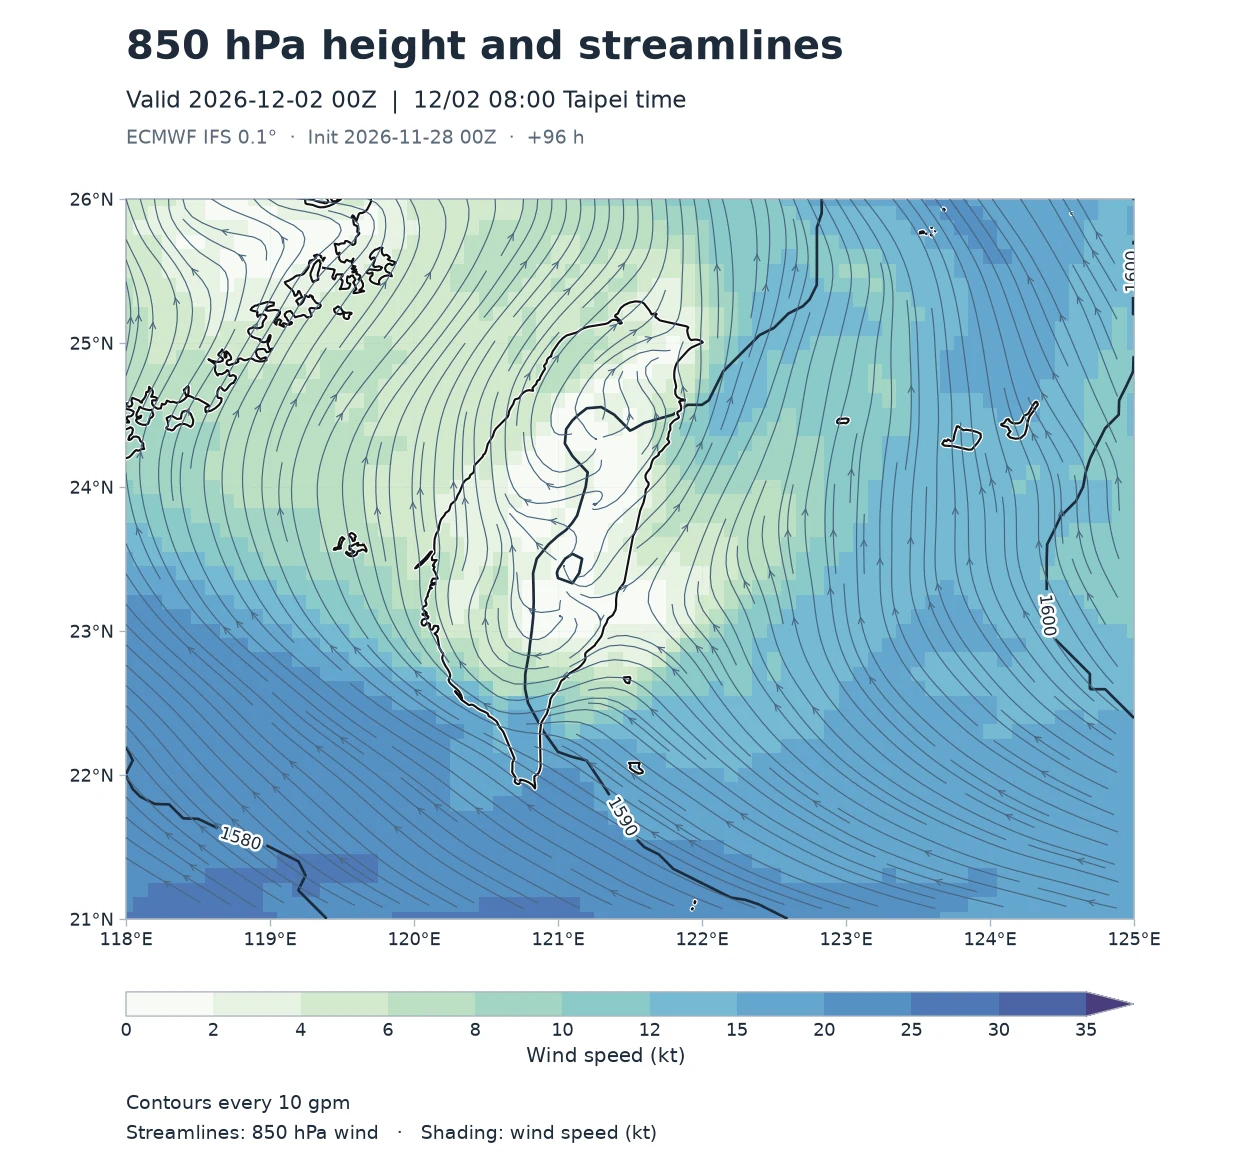 850 hPa height and streamlines
Valid 2026-12-02 00Z | 12/02 08:00 Taipei time
ECMWF IFS 0.1° · Init 2026-11-28 00Z · +96 h
26°N
1600
25°N
24°N
23°N
1600
22°N
1590
1580
21°N
118°E 119°E 120°E 121°E 122°E 123°E 124°E 125°E
0 2 4 6 8 10 12 15 20 25 30 35
Wind speed (kt)
Contours every 10 gpm
Streamlines: 850 hPa wind · Shading: wind speed (kt)